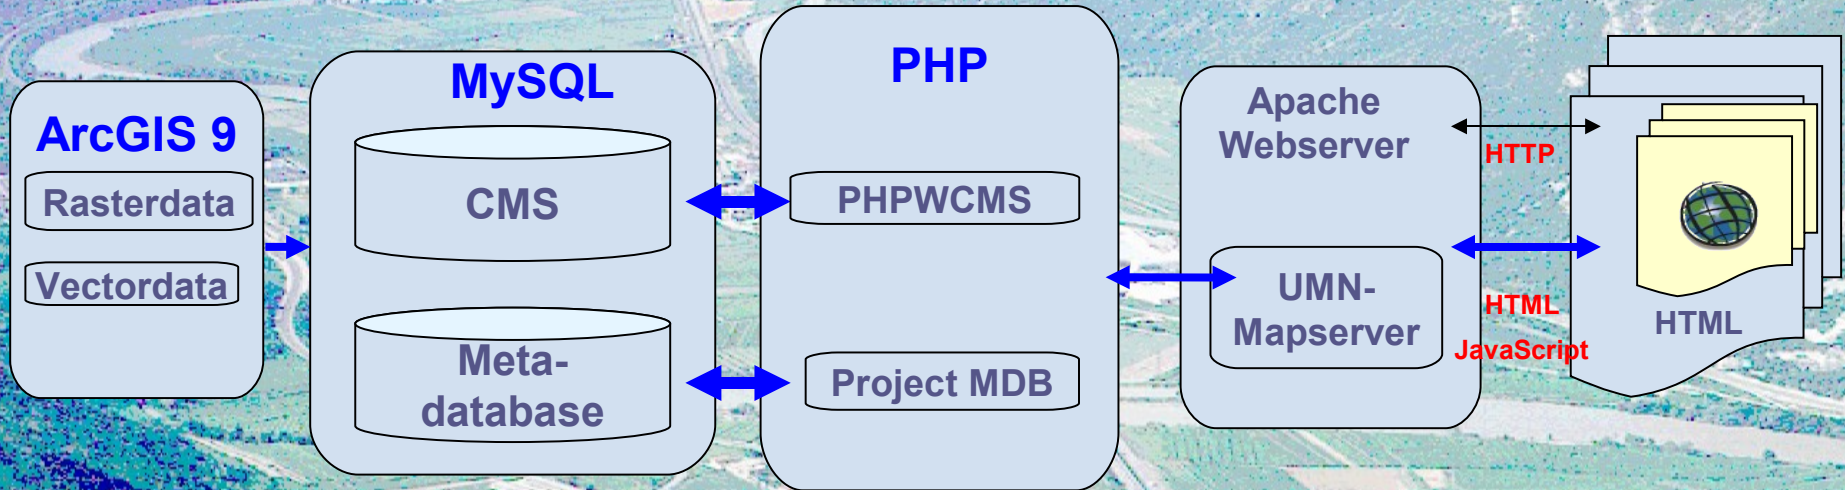 ArcGIS 9
Rasterdata
Vectordata
MySQL
CMS
Meta-
database
PHP
PHPWCMS
Project MDB
Apache
Webserver
UMN-
Mapserver
HTTP
HTML
JavaScript
HTML